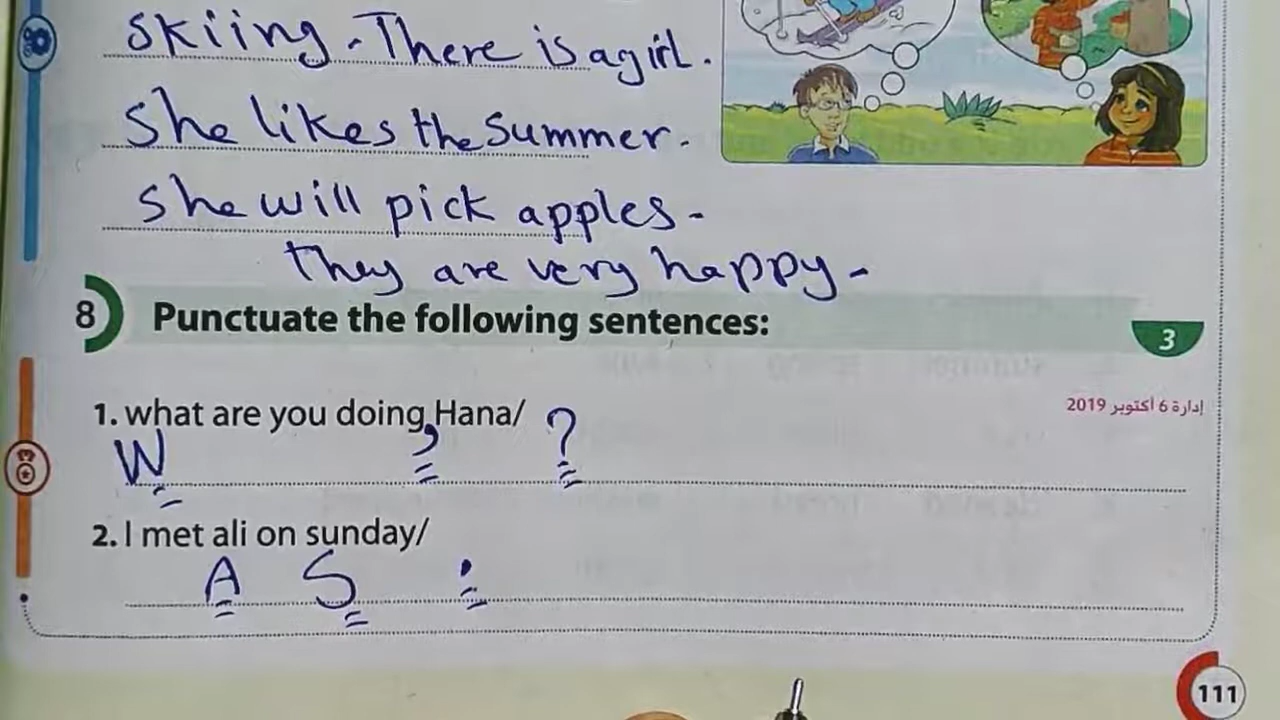 skiing. There is a girl.
She likes the Summer.
She will pick apples.
They are very happy.
8 Punctuate the following sentences:
3
1. what are you doing, Hana/
إدارة 6 أكتوبر 2019
W , ?
2. I met ali on sunday/
A S .
111